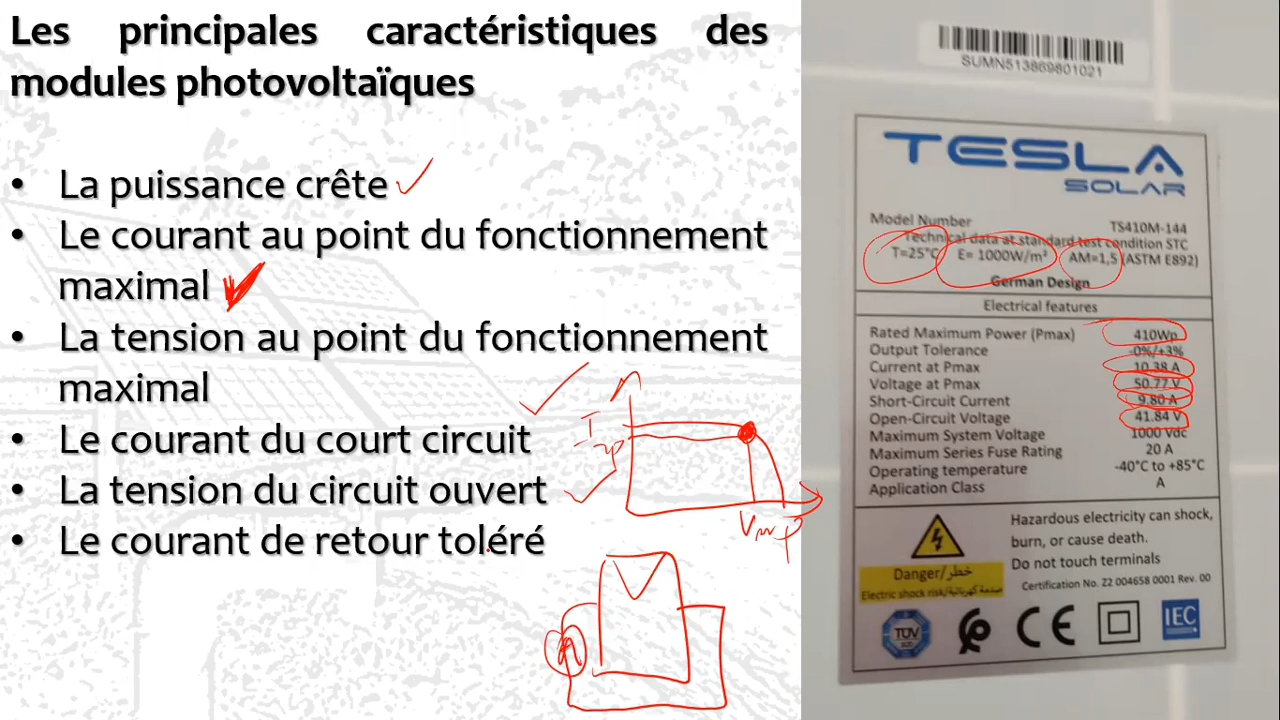 Les principales caractéristiques des
modules photovoltaïques
• La puissance crête
• Le courant au point du fonctionnement
maximal
• La tension au point du fonctionnement
maximal
• Le courant du court circuit
• La tension du circuit ouvert
• Le courant de retour toléré
I
Vmp
A
SUMN513869801021
TESLA
SOLAR
Model Number TS410M-144
Technical data at standard test condition STC
T=25°C E= 1000W/m² AM=1,5 (ASTM E892)
German Design
Electrical features
Rated Maximum Power (Pmax) 410Wp
Output Tolerance -0%/+3%
Current at Pmax 10.38 A
Voltage at Pmax 50.77 V
Short-Circuit Current 9.80 A
Open-Circuit Voltage 41.84 V
Maximum System Voltage 1000 Vdc
Maximum Series Fuse Rating 20 A
Operating temperature -40°C to +85°C
Application Class A
Hazardous electricity can shock,
burn, or cause death.
Do not touch terminals
Danger/خطر
Electric shock risk/صدمة كهربائية
Certification No. Z2 004658 0001 Rev. 00
TÜV
SÜD
CE
IEC